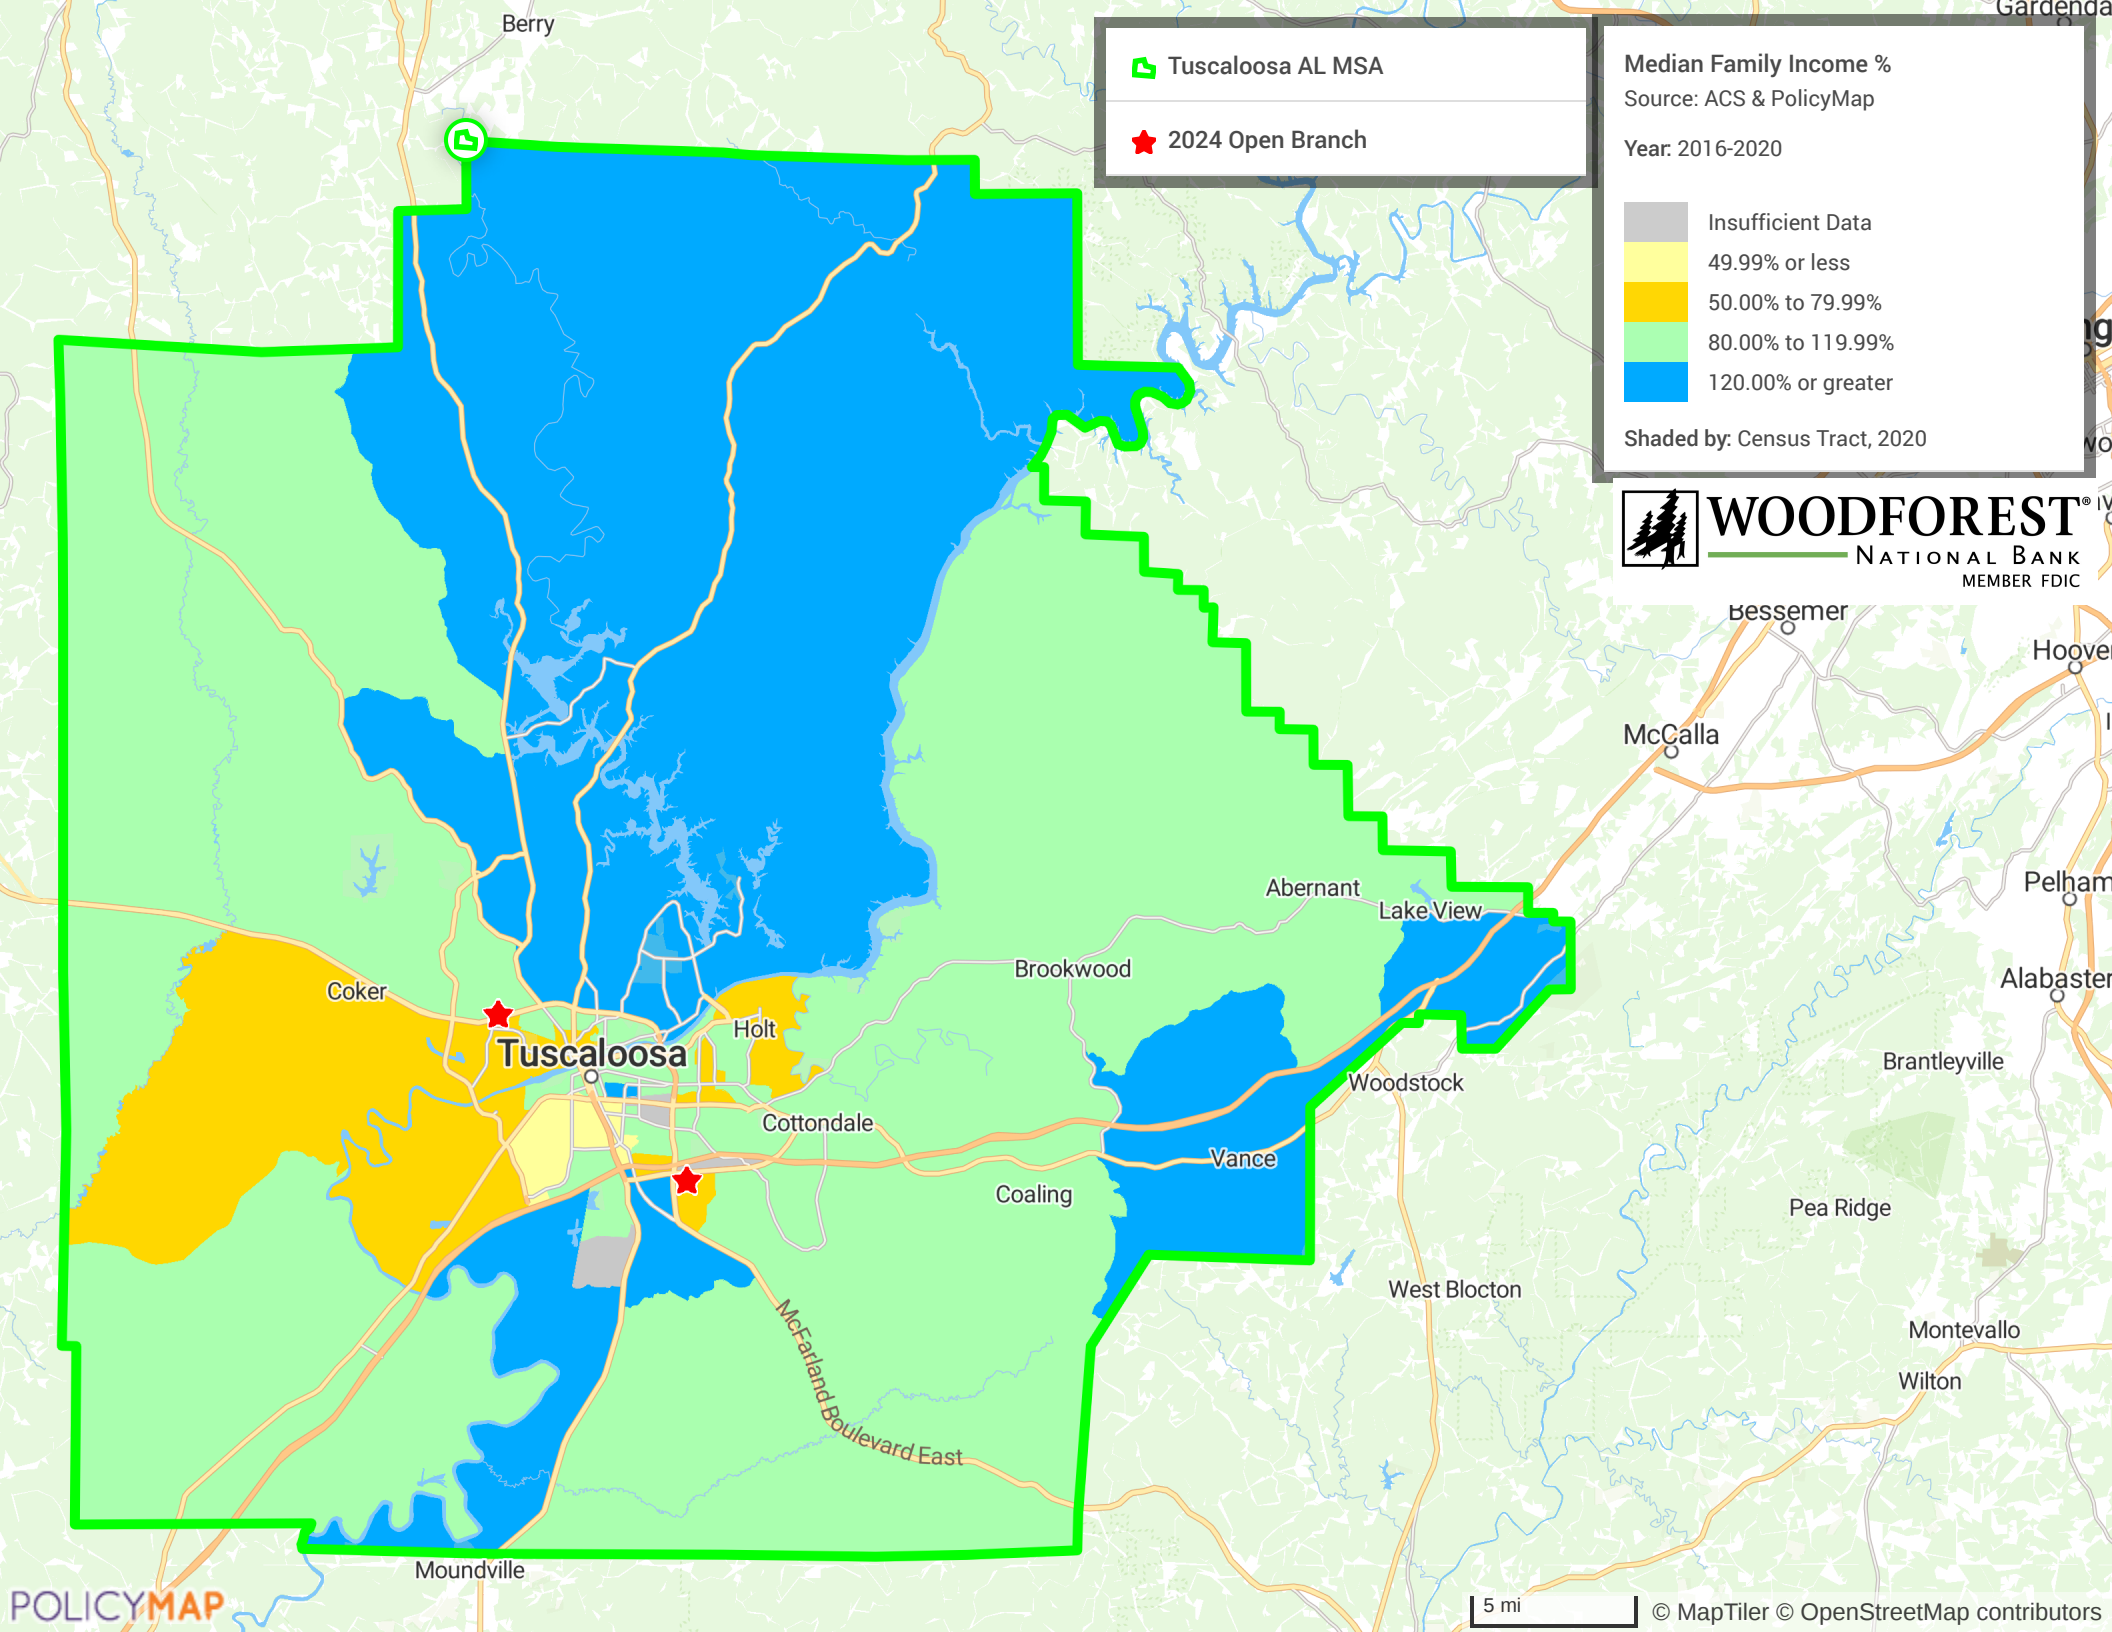 Berry
Gardenda
Tuscaloosa AL MSA
2024 Open Branch
Median Family Income %
Source: ACS & PolicyMap
Year: 2016-2020
Insufficient Data
49.99% or less
50.00% to 79.99%
80.00% to 119.99%
120.00% or greater
Shaded by: Census Tract, 2020
WOODFOREST®
NATIONAL BANK
MEMBER FDIC
Bessemer
Hoover
McCalla
Pelham
Abernant
Lake View
Brookwood
Alabaster
Coker
Holt
Tuscaloosa
Brantleyville
Woodstock
Cottondale
Vance
Coaling
Pea Ridge
West Blocton
McFarland Boulevard East
Montevallo
Wilton
Moundville
POLICYMAP
5 mi
© MapTiler © OpenStreetMap contributors